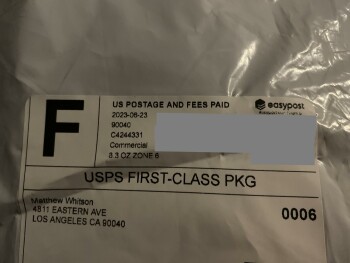 F
US POSTAGE AND FEES PAID
easypost
2023-06-23
90040
C4244331
Commercial
8.3 OZ ZONE 6
USPS FIRST-CLASS PKG
Matthew Whitson
4811 EASTERN AVE
LOS ANGELES CA 90040
0006